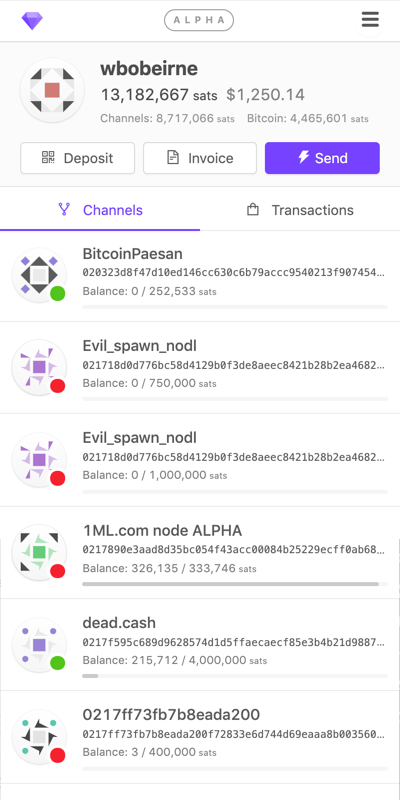 ALPHA
wbobeirne
13,182,667 sats $1,250.14
Channels: 8,717,066 sats Bitcoin: 4,465,601 sats
Deposit Invoice Send
Channels Transactions
BitcoinPaesan
020323d8f47d10ed146cc630c6b79accc9540213f907454…
Balance: 0 / 252,533 sats
Evil_spawn_nodl
021718d0d776bc58d4129b0f3de8aeec8421b28b2ea4682…
Balance: 0 / 750,000 sats
Evil_spawn_nodl
021718d0d776bc58d4129b0f3de8aeec8421b28b2ea4682…
Balance: 0 / 1,000,000 sats
1ML.com node ALPHA
0217890e3aad8d35bc054f43acc00084b25229ecff0ab68…
Balance: 326,135 / 333,746 sats
dead.cash
0217f595c689d9628574d1d5ffaecaecf85e3b4b21d9887…
Balance: 215,712 / 4,000,000 sats
0217ff73fb7b8eada200
0217ff73fb7b8eada200f72833e6d744d69eaaa8b003560…
Balance: 3 / 400,000 sats